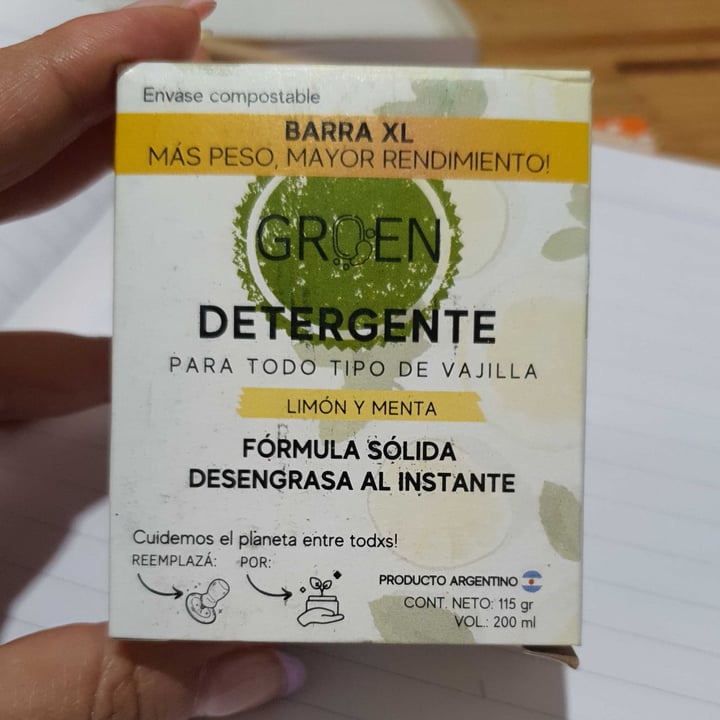 Envase compostable
BARRA XL
MÁS PESO, MAYOR RENDIMIENTO!
GROEN
DETERGENTE
PARA TODO TIPO DE VAJILLA
LIMÓN Y MENTA
FÓRMULA SÓLIDA
DESENGRASA AL INSTANTE
Cuidemos el planeta entre todxs!
REEMPLAZÁ: POR:
PRODUCTO ARGENTINO
CONT. NETO: 115 gr
VOL.: 200 ml